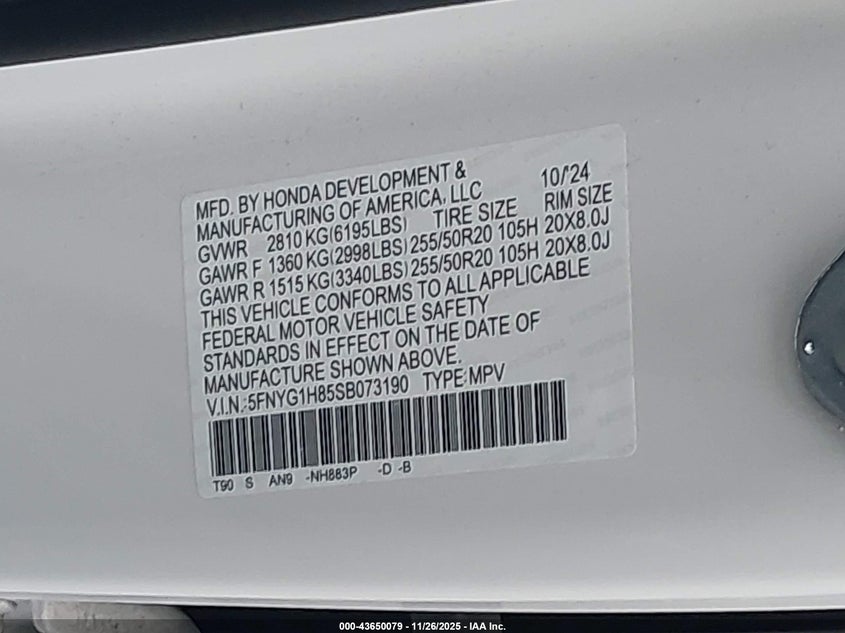 MFD. BY HONDA DEVELOPMENT &
MANUFACTURING OF AMERICA, LLC 10/'24
GVWR 2810 KG(6195LBS) TIRE SIZE RIM SIZE
GAWR F 1360 KG(2998LBS) 255/50R20 105H 20X8.0J
GAWR R 1515 KG(3340LBS) 255/50R20 105H 20X8.0J
THIS VEHICLE CONFORMS TO ALL APPLICABLE
FEDERAL MOTOR VEHICLE SAFETY
STANDARDS IN EFFECT ON THE DATE OF
MANUFACTURE SHOWN ABOVE.
V.I.N.:5FNYG1H85SB073190 TYPE:MPV
T90 S AN9 -NH883P -D -B
000-43650079 - 11/26/2025 - IAA Inc.